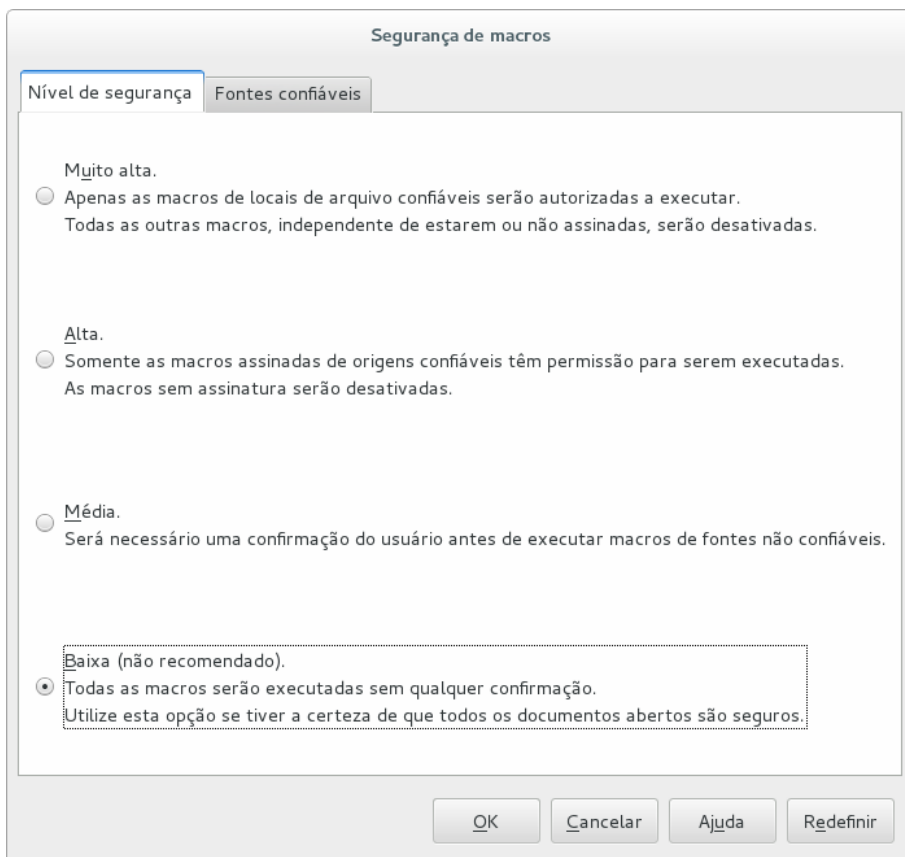 Segurança de macros
Nível de segurança
Fontes confiáveis
Muito alta.
Apenas as macros de locais de arquivo confiáveis serão autorizadas a executar.
Todas as outras macros, independente de estarem ou não assinadas, serão desativadas.
Alta.
Somente as macros assinadas de origens confiáveis têm permissão para serem executadas.
As macros sem assinatura serão desativadas.
Média.
Será necessário uma confirmação do usuário antes de executar macros de fontes não confiáveis.
Baixa (não recomendado).
Todas as macros serão executadas sem qualquer confirmação.
Utilize esta opção se tiver a certeza de que todos os documentos abertos são seguros.
OK
Cancelar
Ajuda
Redefinir